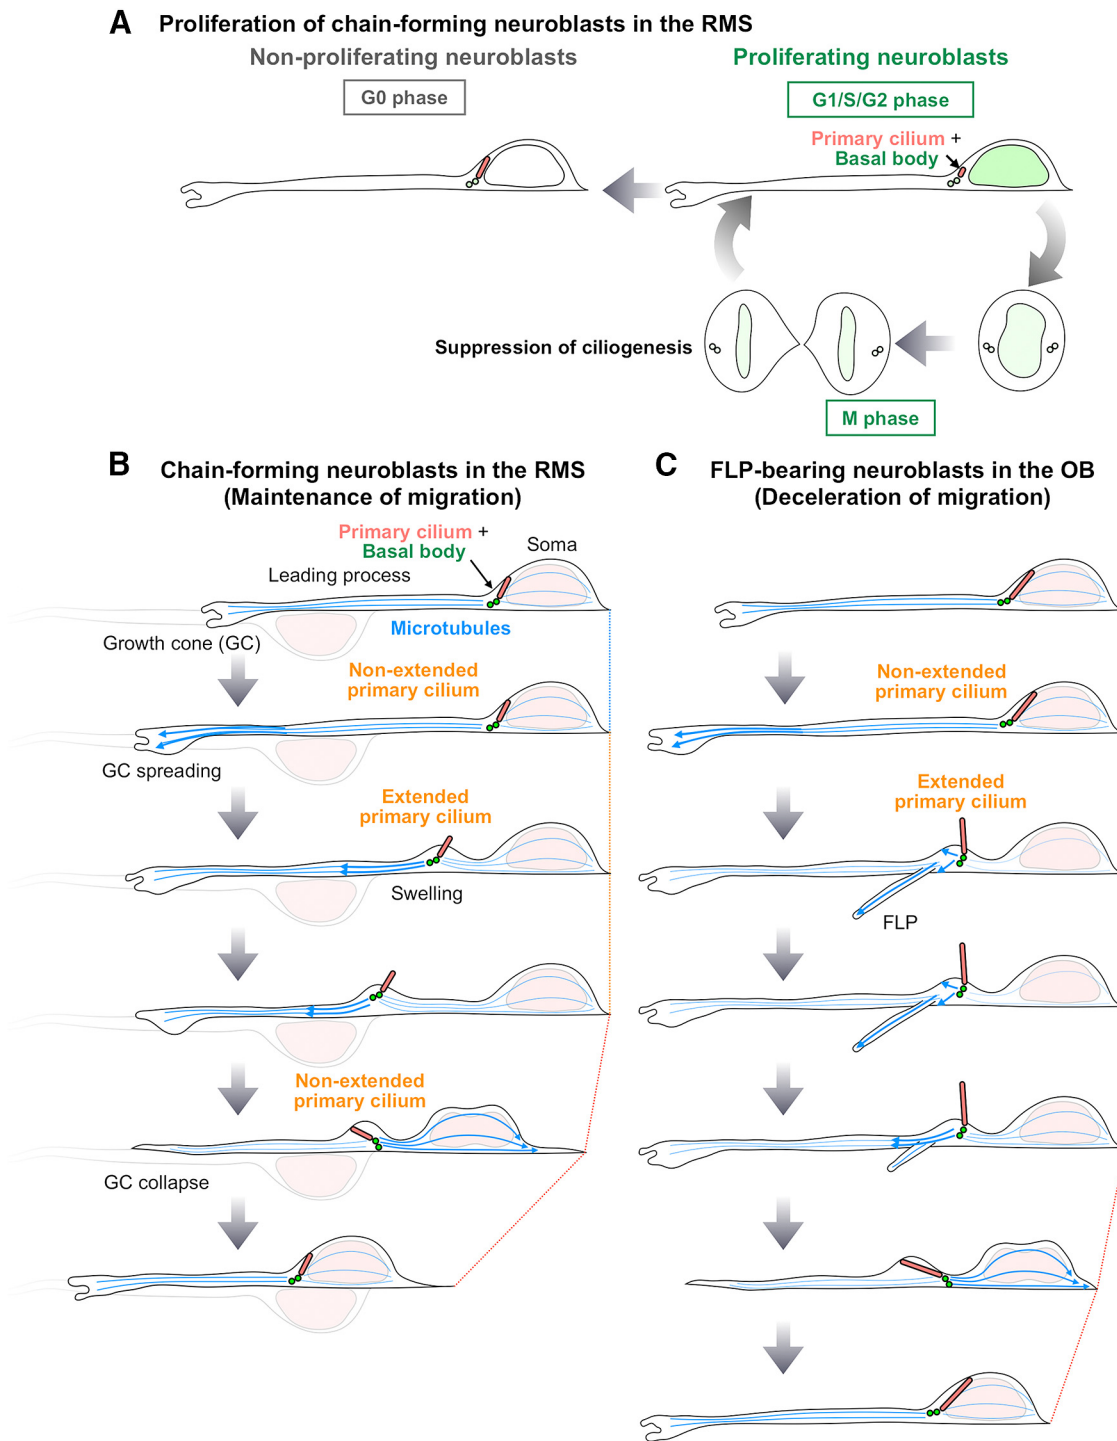 A Proliferation of chain-forming neuroblasts in the RMS
Non-proliferating neuroblasts
Proliferating neuroblasts
G0 phase
G1/S/G2 phase
Primary cilium +
Basal body
Suppression of ciliogenesis
M phase
B Chain-forming neuroblasts in the RMS
(Maintenance of migration)
Primary cilium +
Basal body
Soma
Leading process
Growth cone (GC)
Microtubules
Non-extended
primary cilium
GC spreading
Extended
primary cilium
Swelling
Non-extended
primary cilium
GC collapse
C FLP-bearing neuroblasts in the OB
(Deceleration of migration)
Non-extended
primary cilium
Extended
primary cilium
FLP